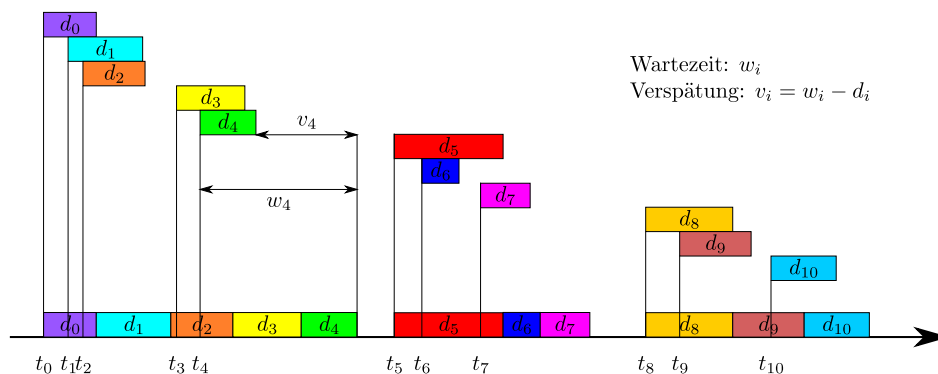 d₀
d₁
d₂
Wartezeit: wᵢ
Verspätung: vᵢ = wᵢ − dᵢ
d₃
d₄
v₄
w₄
d₅
d₆
d₇
d₈
d₉
d₁₀
d₀ d₁ d₂ d₃ d₄ d₅ d₆ d₇ d₈ d₉ d₁₀
t₀ t₁ t₂ t₃ t₄ t₅ t₆ t₇ t₈ t₉ t₁₀